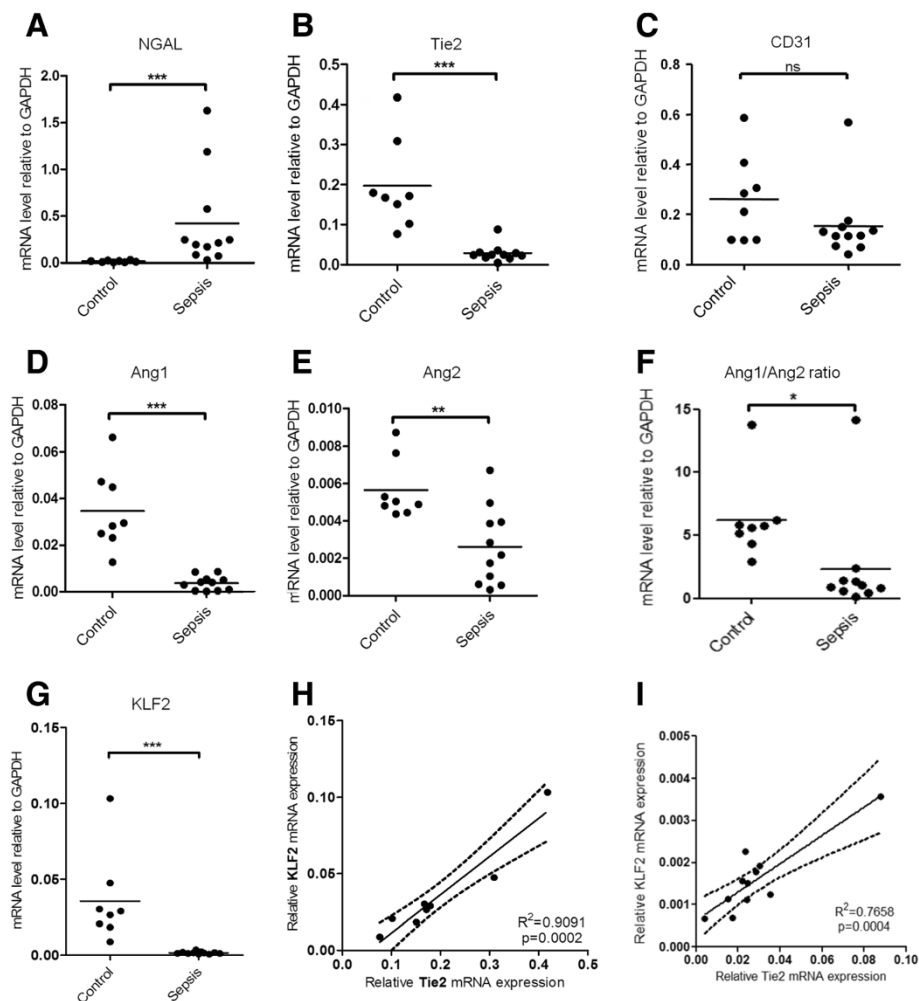 A
NGAL
mRNA level relative to GAPDH
2.0
1.5
1.0
0.5
0.0
***
Control
Sepsis
B
Tie2
mRNA level relative to GAPDH
0.5
0.4
0.3
0.2
0.1
0.0
***
Control
Sepsis
C
CD31
mRNA level relative to GAPDH
0.8
0.6
0.4
0.2
0.0
ns
Control
Sepsis
D
Ang1
mRNA level relative to GAPDH
0.08
0.06
0.04
0.02
0.00
***
Control
Sepsis
E
Ang2
mRNA level relative to GAPDH
0.010
0.008
0.006
0.004
0.002
0.000
**
Control
Sepsis
F
Ang1/Ang2 ratio
mRNA level relative to GAPDH
15
10
5
0
*
Control
Sepsis
G
KLF2
mRNA level relative to GAPDH
0.15
0.10
0.05
0.00
***
Control
Sepsis
H
Relative KLF2 mRNA expression
0.15
0.10
0.05
0.00
R²=0.9091
p=0.0002
0.0 0.1 0.2 0.3 0.4 0.5
Relative Tie2 mRNA expression
I
Relative KLF2 mRNA expression
0.005
0.004
0.003
0.002
0.001
0.000
R²=0.7658
p=0.0004
0.00 0.02 0.04 0.06 0.08 0.10
Relative Tie2 mRNA expression